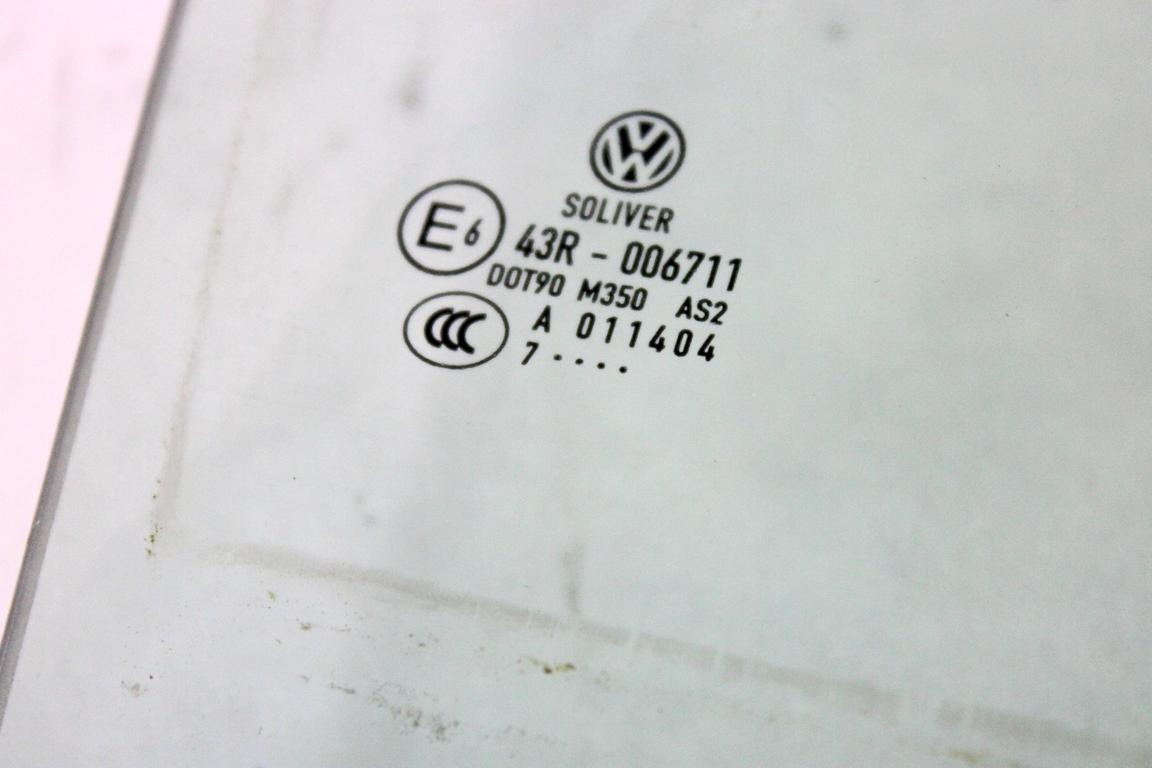 SOLIVER
E6 43R - 006711
DOT90 M350 AS2
CCC A 011404
7 . . . .